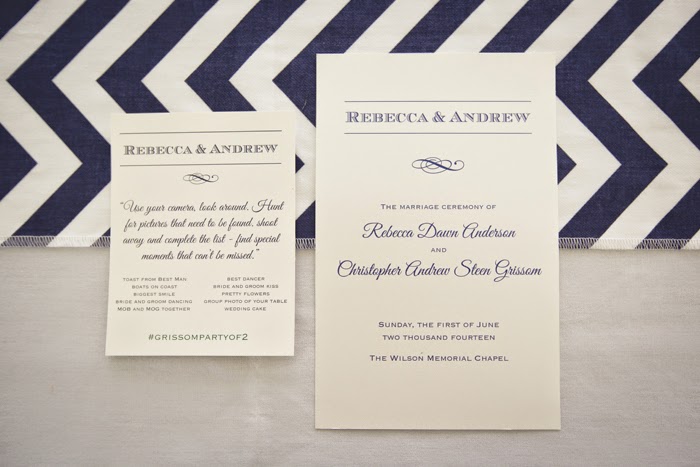 REBECCA & ANDREW
"Use your camera, look around. Hunt
for pictures that need to be found, shoot
away and complete the list - find special
moments that can't be missed."
TOAST FROM BEST MAN
BOATS ON COAST
BIGGEST SMILE
BRIDE AND GROOM DANCING
MOB AND MOG TOGETHER
BEST DANCER
BRIDE AND GROOM KISS
PRETTY FLOWERS
GROUP PHOTO OF YOUR TABLE
WEDDING CAKE
#GRISSOMPARTYOF2
REBECCA & ANDREW
THE MARRIAGE CEREMONY OF
Rebecca Dawn Anderson
AND
Christopher Andrew Steen Grissom
SUNDAY, THE FIRST OF JUNE
TWO THOUSAND FOURTEEN
THE WILSON MEMORIAL CHAPEL